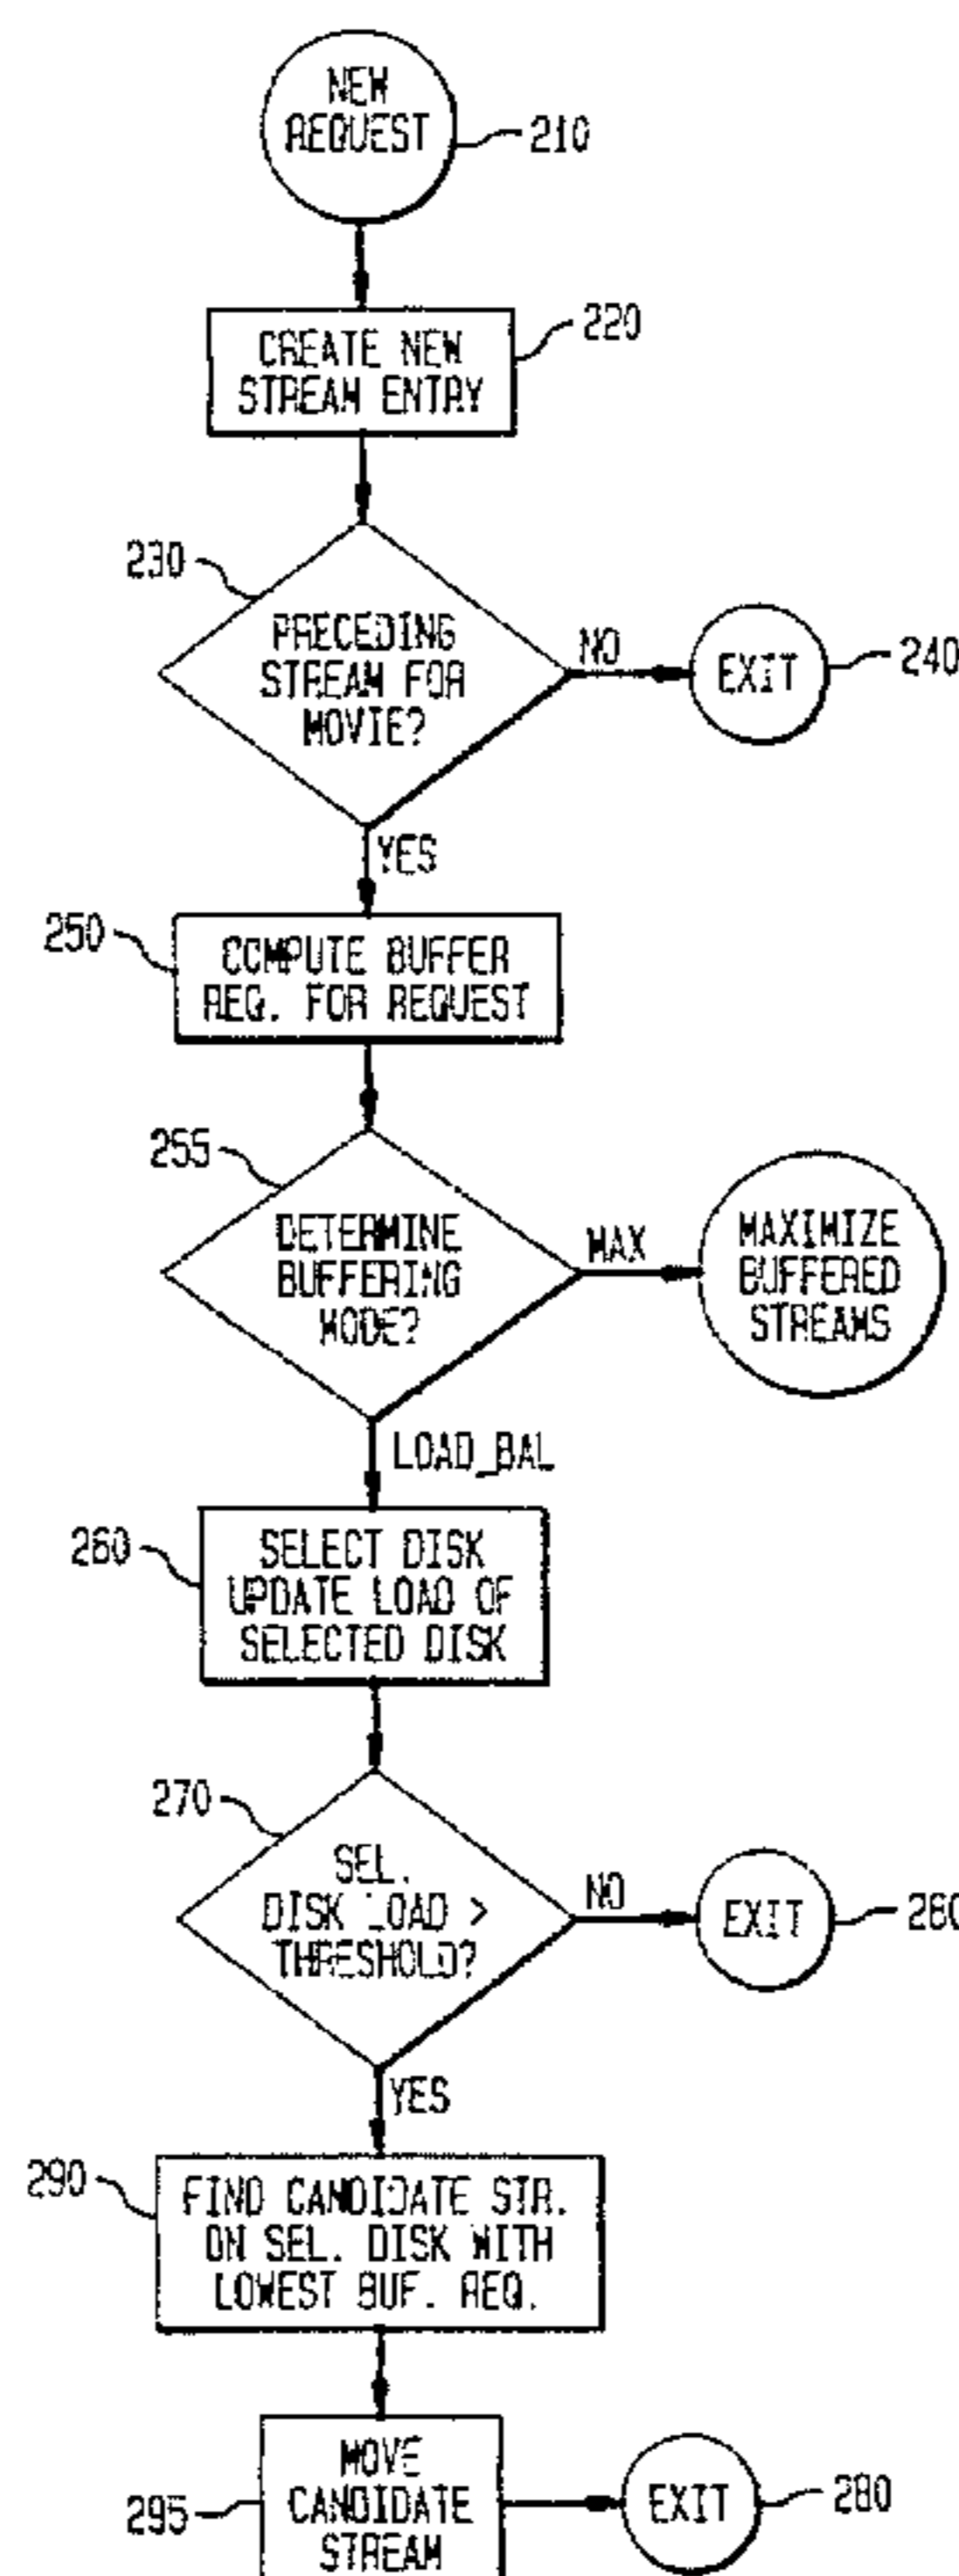 NEW
REQUEST
210
CREATE NEW
STREAM ENTRY
220
230
PRECEDING
STREAM FOR
MOVIE?
NO
EXIT
240
YES
250
COMPUTE BUFFER
REQ. FOR REQUEST
255
DETERMINE
BUFFERING
MODE?
MAX
MAXIMIZE
BUFFERED
STREAMS
LOAD_BAL
260
SELECT DISK
UPDATE LOAD OF
SELECTED DISK
270
SEL.
DISK LOAD >
THRESHOLD?
NO
EXIT
280
YES
290
FIND CANDIDATE STR.
ON SEL. DISK WITH
LOWEST BUF. REQ.
295
MOVE
CANDIDATE
STREAM
EXIT
280